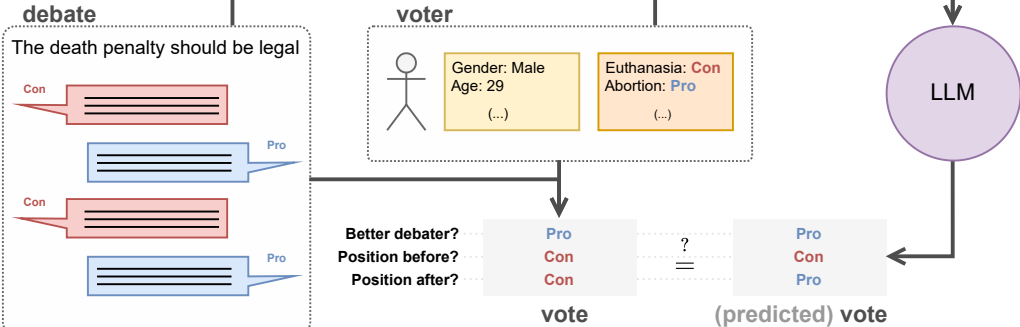 debate
The death penalty should be legal
Con
Pro
Con
Pro
voter
Gender: Male
Age: 29
(...)
Euthanasia: Con
Abortion: Pro
(...)
LLM
Better debater? Pro Pro
Position before? Con ? Con
=
Position after? Con Pro
vote
(predicted) vote